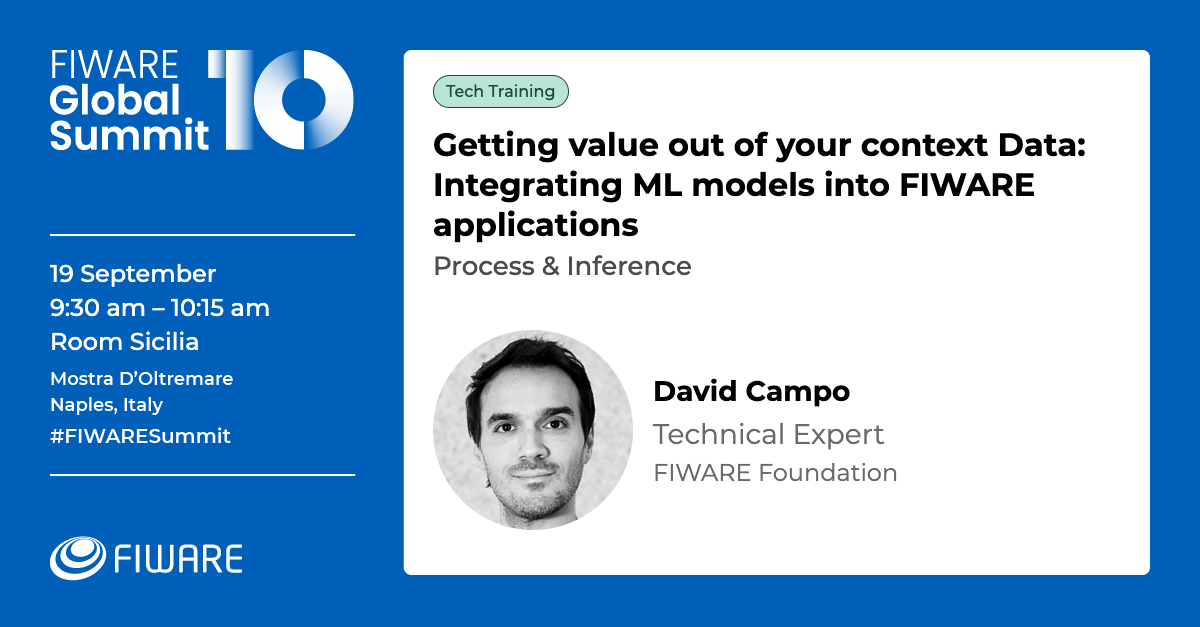 FIWARE
Global
Summit 10
19 September
9:30 am – 10:15 am
Room Sicilia
Mostra D’Oltremare
Naples, Italy
#FIWARESummit
FIWARE
Tech Training
Getting value out of your context Data:
Integrating ML models into FIWARE
applications
Process & Inference
David Campo
Technical Expert
FIWARE Foundation